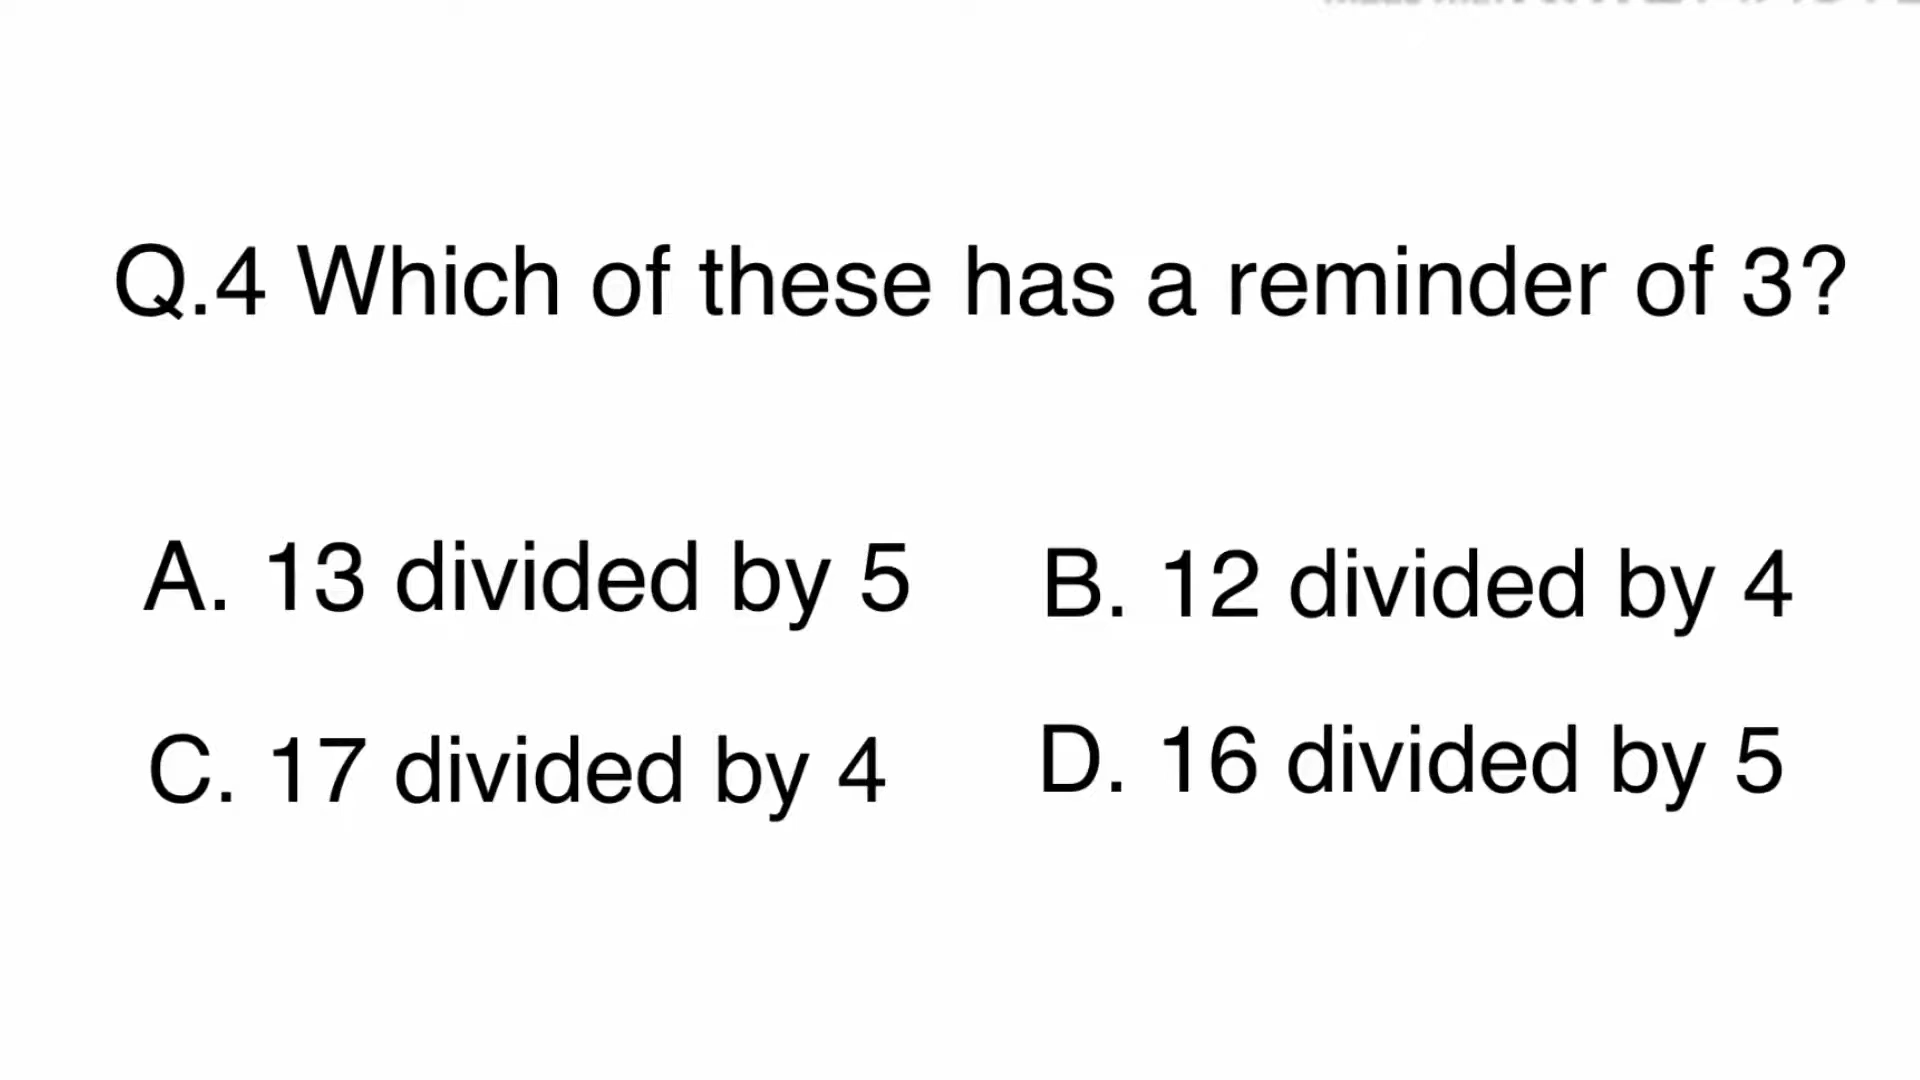 Q.4 Which of these has a reminder of 3?
A. 13 divided by 5
B. 12 divided by 4
C. 17 divided by 4
D. 16 divided by 5